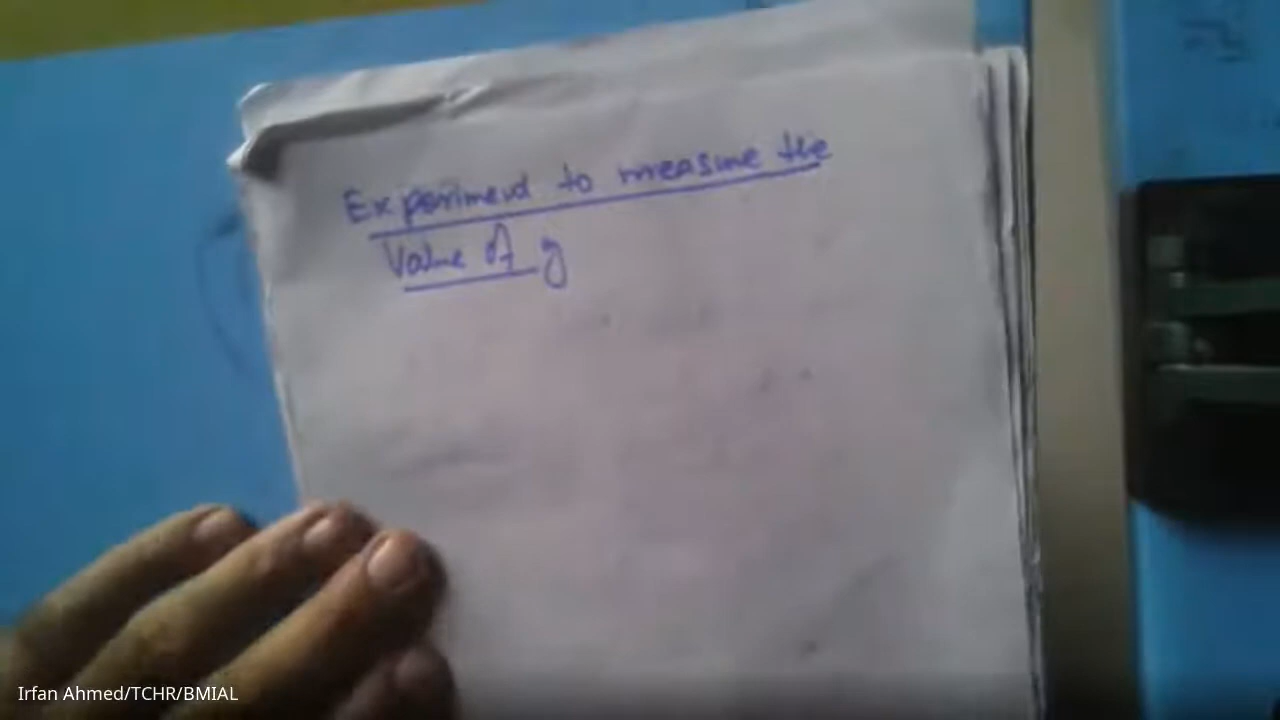 Experiment to measure the
Value of g
Irfan Ahmed/TCHR/BMIAL